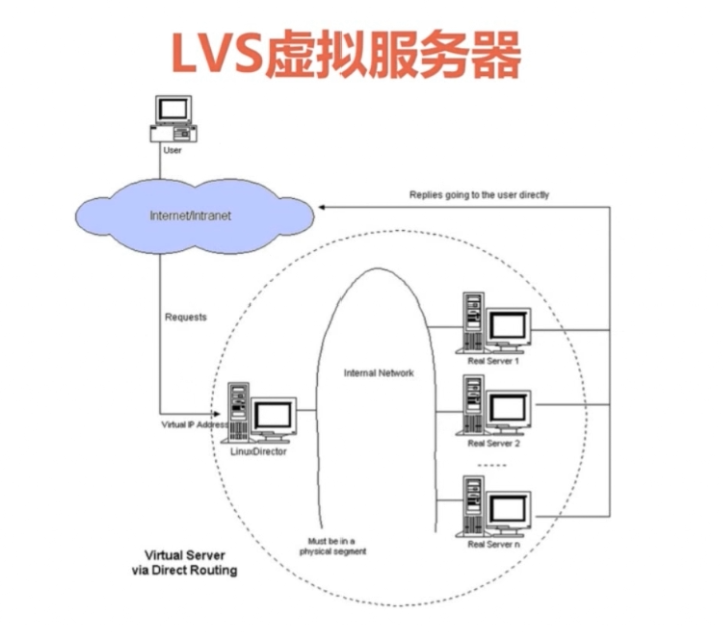 LVS虚拟服务器
User
Internet/Intranet
Replies going to the user directly
Requests
Real Server 1
Internal Network
Virtual IP Address
Real Server 2
LinuxDirector
Real Server n
Must be in a
physical segment
Virtual Server
via Direct Routing